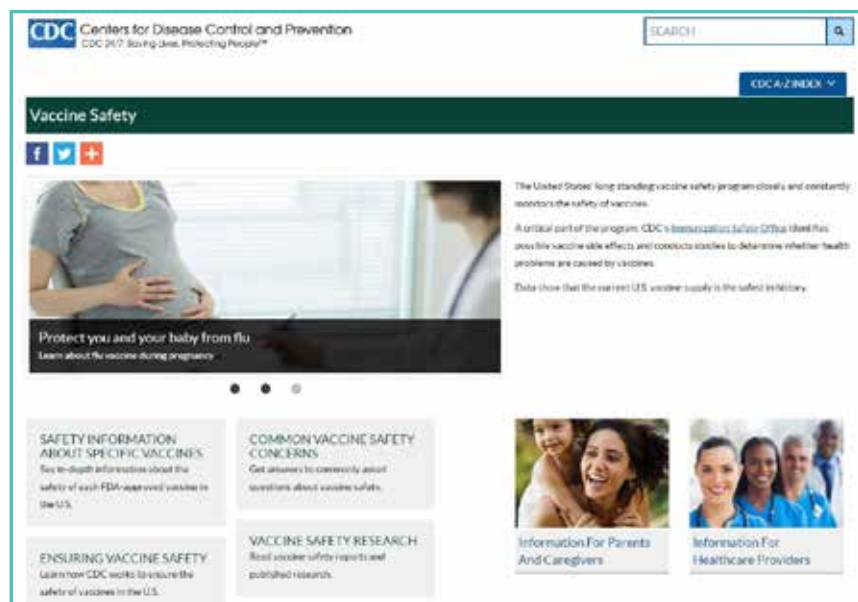 CDC Centers for Disease Control and Prevention
CDC 24/7: Saving Lives, Protecting People™
SEARCH
CDC A-Z INDEX
Vaccine Safety
f
The United States' long standing vaccine safety program closely and constantly
monitors the safety of vaccines.
A critical part of the program, CDC's Immunization Safety Office identifies
possible vaccine side effects and conducts studies to determine whether health
problems are caused by vaccines.
Data show that the current U.S. vaccine supply is the safest in history.
Protect you and your baby from flu
Learn about flu vaccine during pregnancy
SAFETY INFORMATION
ABOUT SPECIFIC VACCINES
See in-depth information about the
safety of each FDA-approved vaccine in
the U.S.
COMMON VACCINE SAFETY
CONCERNS
Get answers to commonly asked
questions about vaccine safety.
ENSURING VACCINE SAFETY
Learn how CDC works to ensure the
safety of vaccines in the U.S.
VACCINE SAFETY RESEARCH
Read vaccine safety reports and
published research.
Information For Parents
And Caregivers
Information For
Healthcare Providers